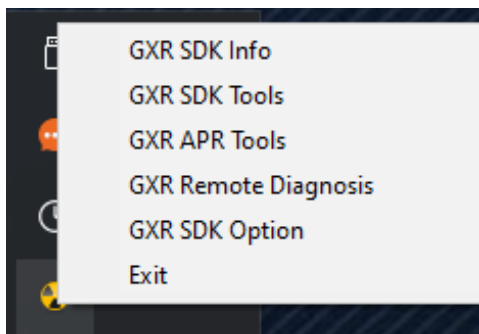 GXR SDK Info
GXR SDK Tools
GXR APR Tools
GXR Remote Diagnosis
GXR SDK Option
Exit